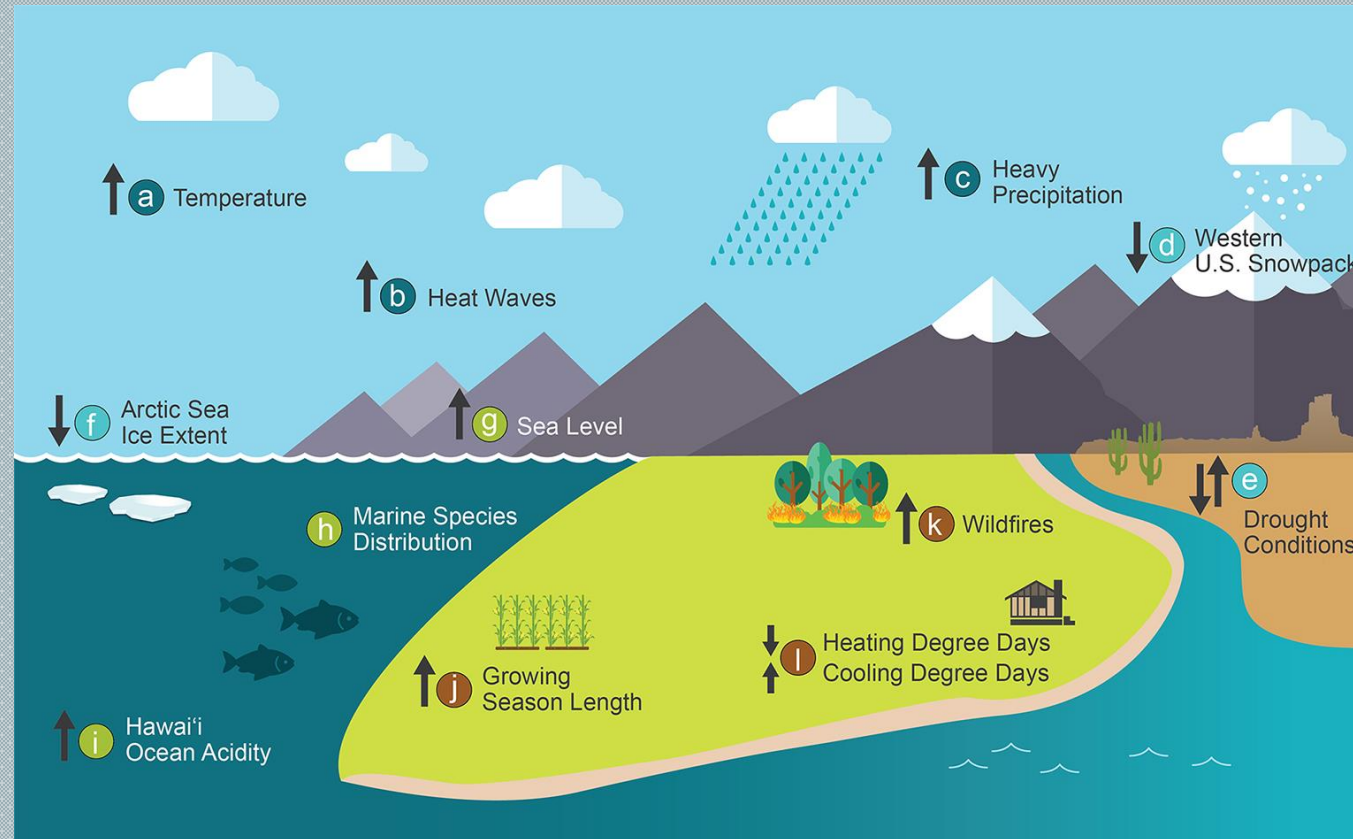 a Temperature
b Heat Waves
c Heavy
Precipitation
d Western
U.S. Snowpack
e
Drought
Conditions
f Arctic Sea
Ice Extent
g Sea Level
h Marine Species
Distribution
i Hawaiʻi
Ocean Acidity
j Growing
Season Length
k Wildfires
l Heating Degree Days
Cooling Degree Days